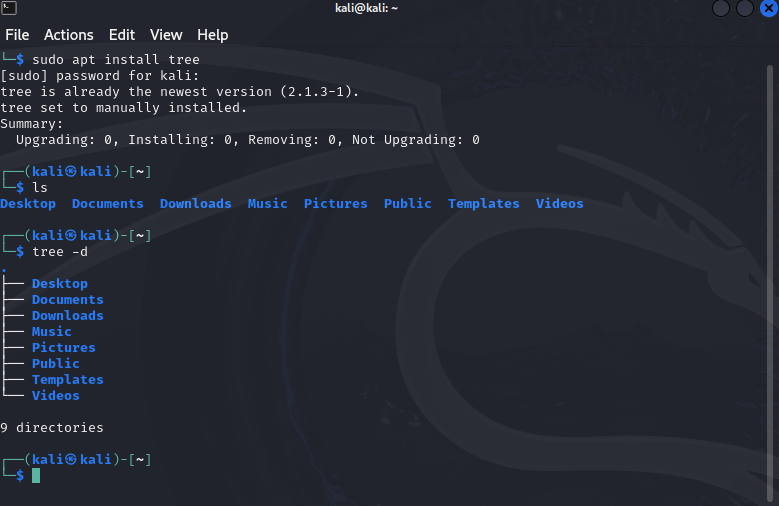 kali@kali: ~
File Actions Edit View Help
└─$ sudo apt install tree
[sudo] password for kali:
tree is already the newest version (2.1.3-1).
tree set to manually installed.
Summary:
  Upgrading: 0, Installing: 0, Removing: 0, Not Upgrading: 0
┌──(kali㉿kali)-[~]
└─$ ls
Desktop  Documents  Downloads  Music  Pictures  Public  Templates  Videos
┌──(kali㉿kali)-[~]
└─$ tree -d
.
├── Desktop
├── Documents
├── Downloads
├── Music
├── Pictures
├── Public
├── Templates
└── Videos
9 directories
┌──(kali㉿kali)-[~]
└─$